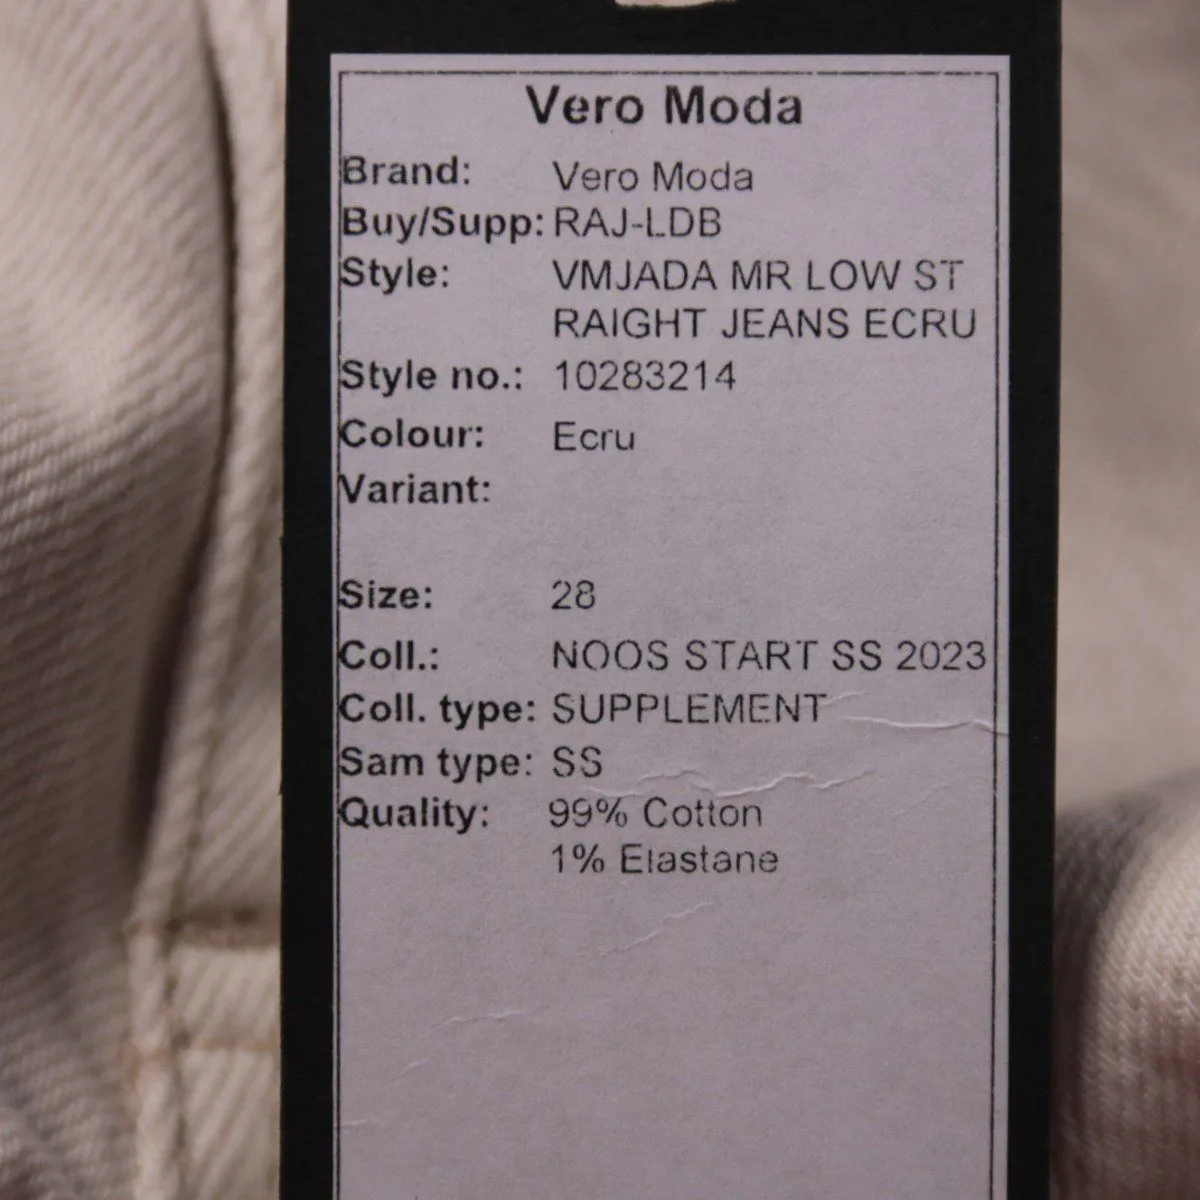 Vero Moda
Brand: Vero Moda
Buy/Supp: RAJ-LDB
Style: VMJADA MR LOW ST
RAIGHT JEANS ECRU
Style no.: 10283214
Colour: Ecru
Variant:
Size: 28
Coll.: NOOS START SS 2023
Coll. type: SUPPLEMENT
Sam type: SS
Quality: 99% Cotton
1% Elastane